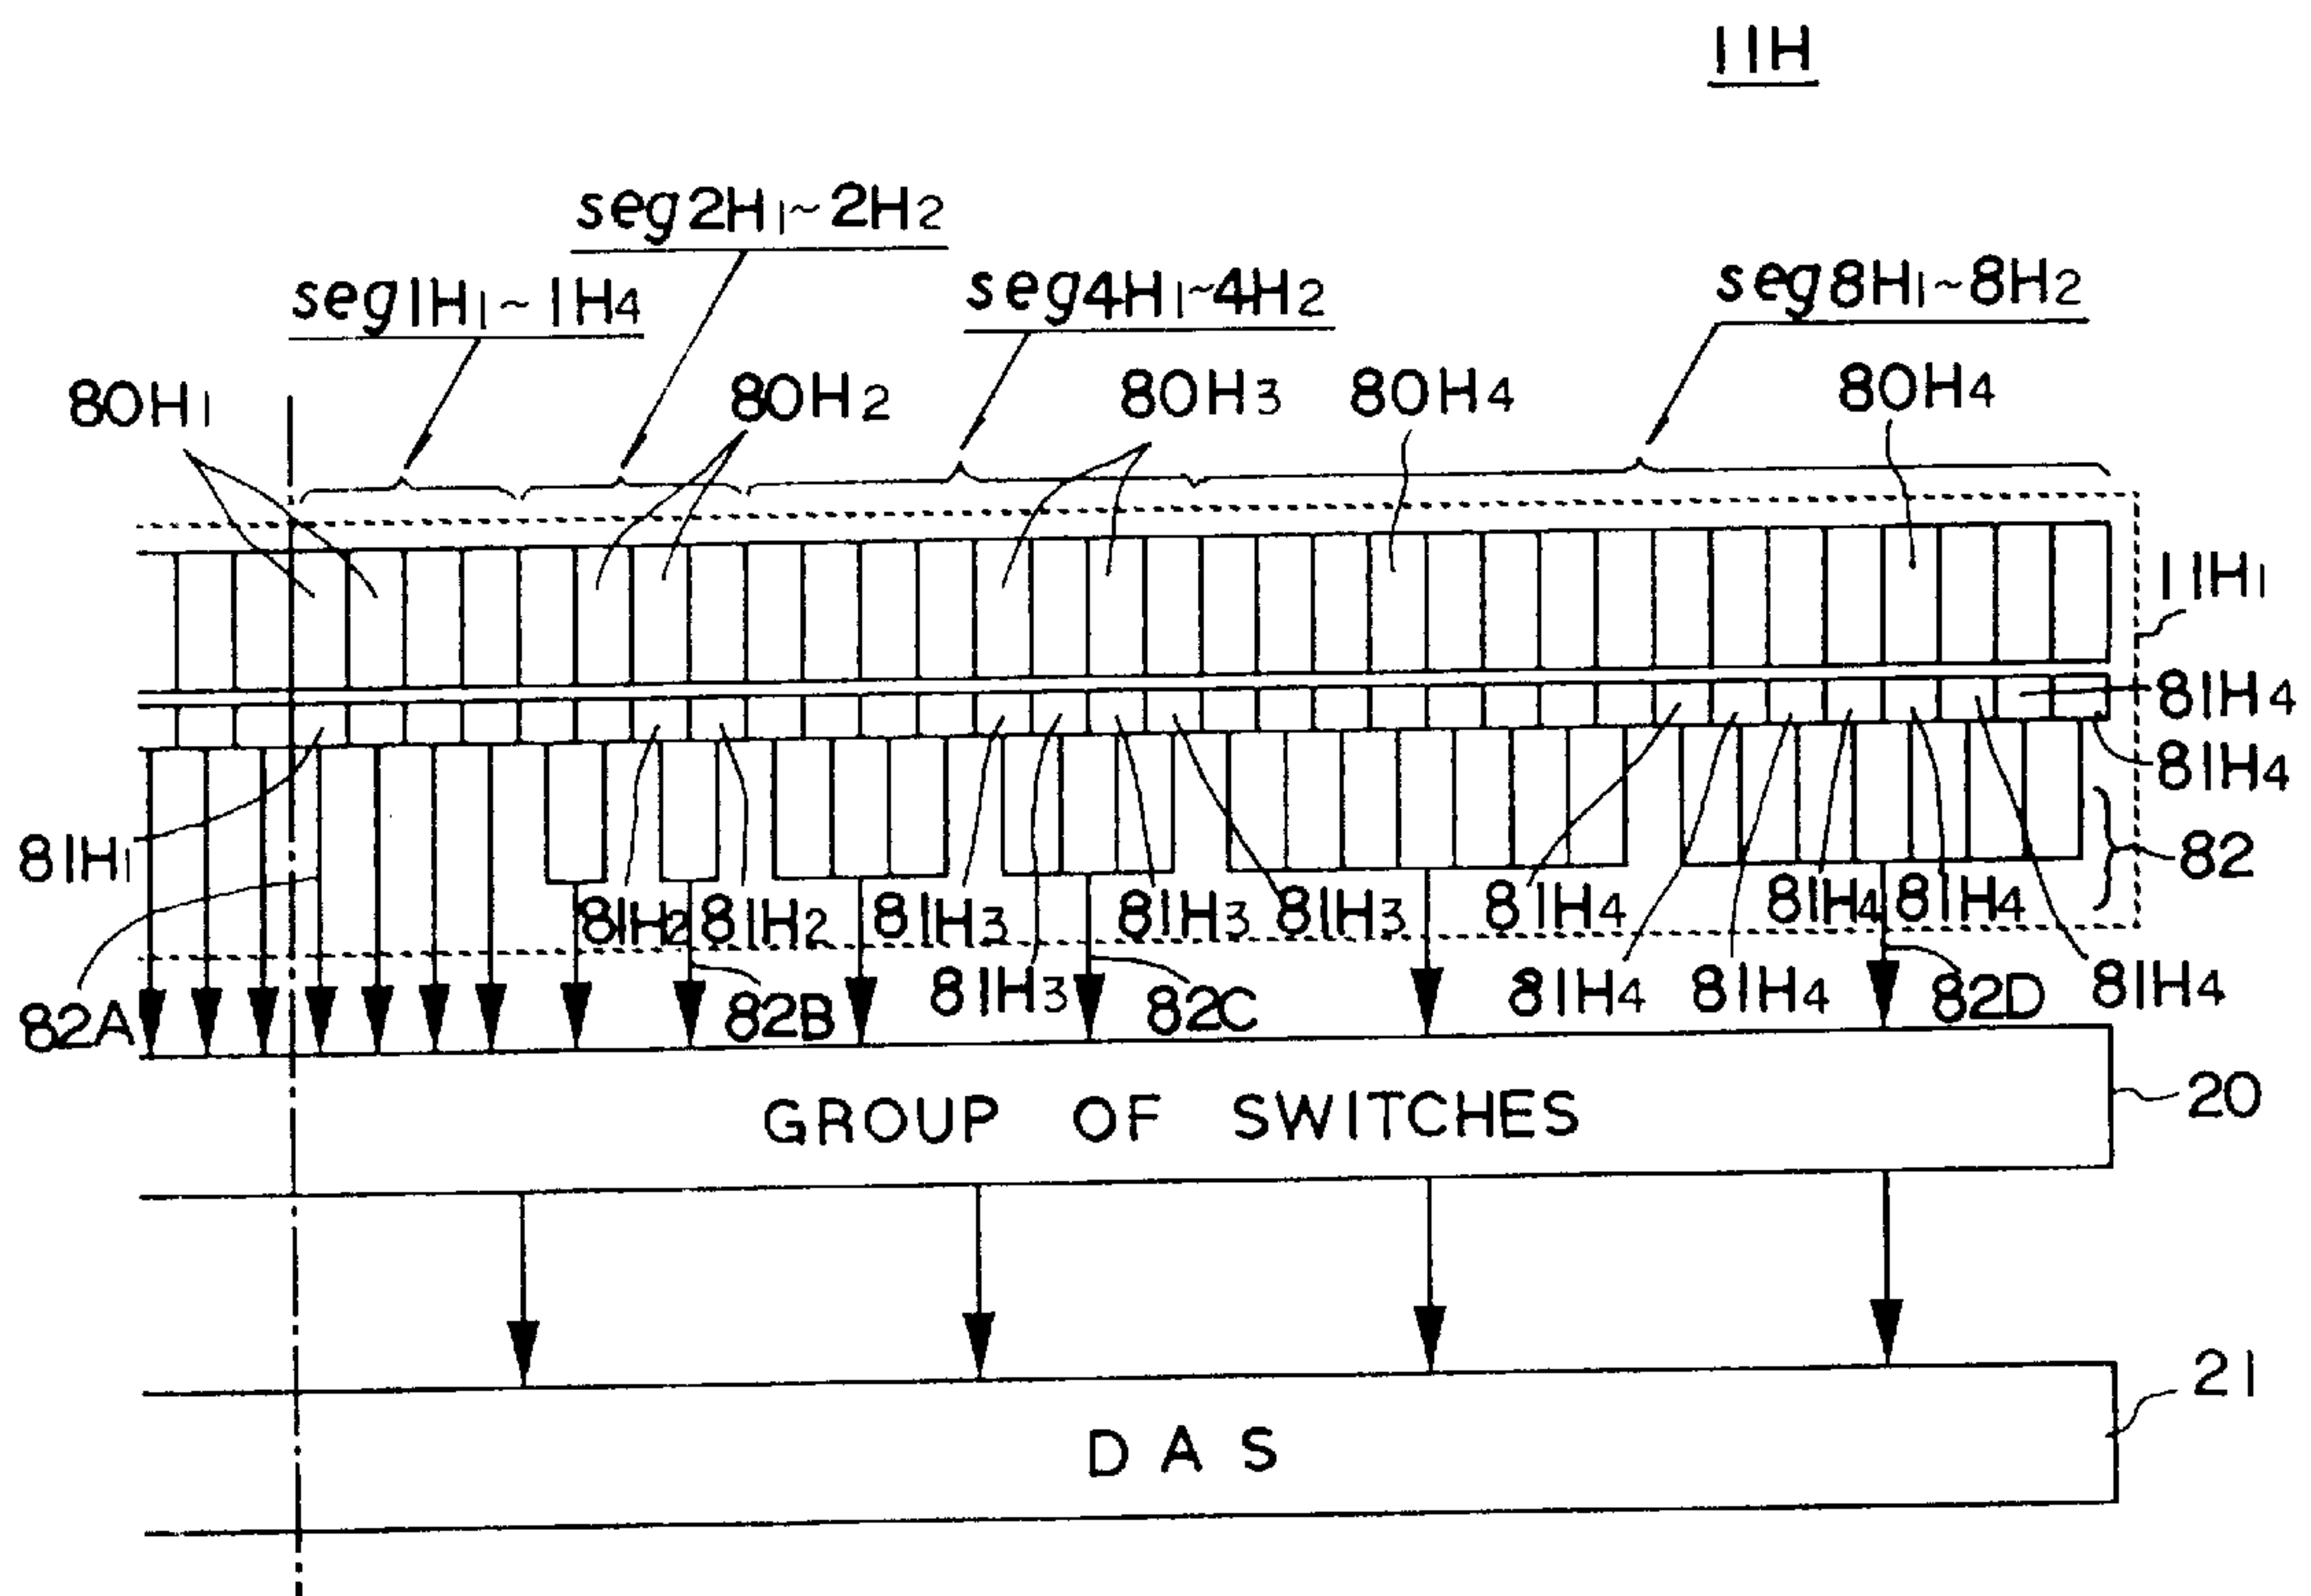 11H
seg2H1~2H2
seg1H1~1H4
seg4H1~4H2
seg8H1~8H2
80H1
80H2
80H3
80H4
80H4
11H1
81H4
81H4
81H1
82
81H2
81H2
81H3
81H3
81H3
81H4
81H4
81H4
82A
82B
81H3
82C
81H4
81H4
82D
81H4
GROUP OF SWITCHES
20
21
DAS